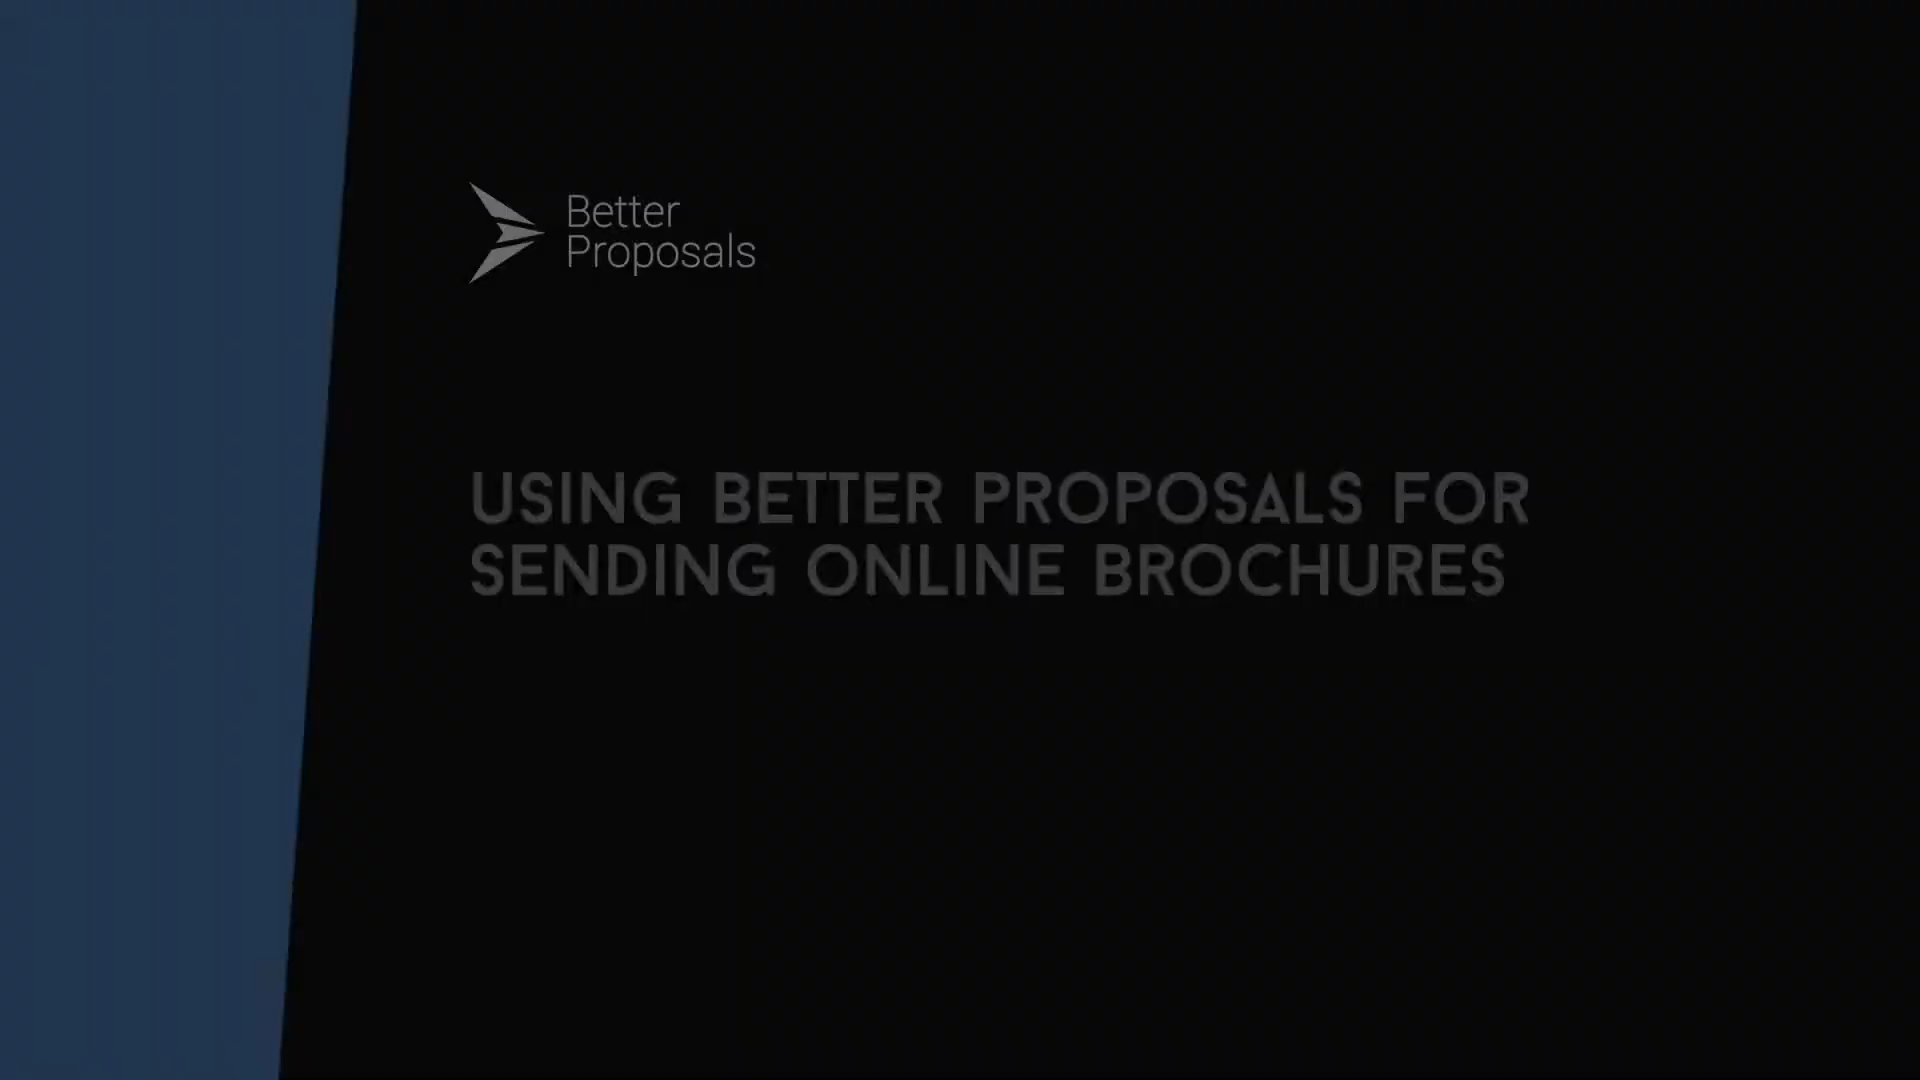 Better
Proposals
USING BETTER PROPOSALS FOR
SENDING ONLINE BROCHURES